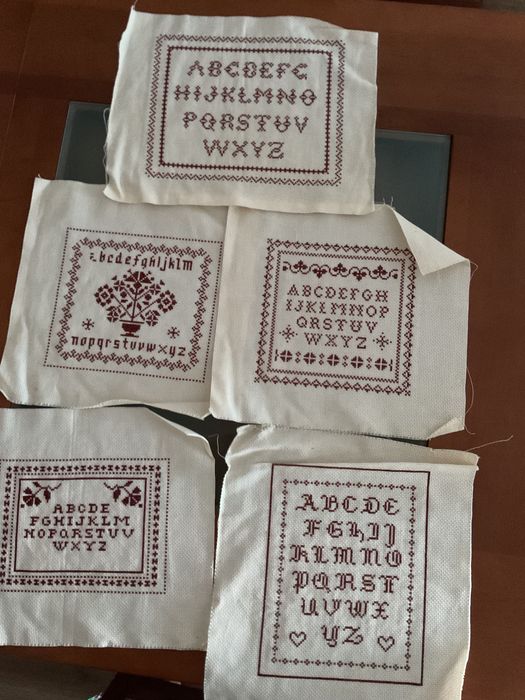 ABCDEFG
HIJKLMNO
PQRSTUV
WXYZ
abcdefghijklm
nopqrstuvwxyz
ABCDEFGH
IJKLMNOP
QRSTUV
WXYZ
ABCDE
FGHIJKLM
NOPQRSTUV
WXYZ
ABCDE
FGHIJ
KLMNO
PQRST
UVWX
YZ